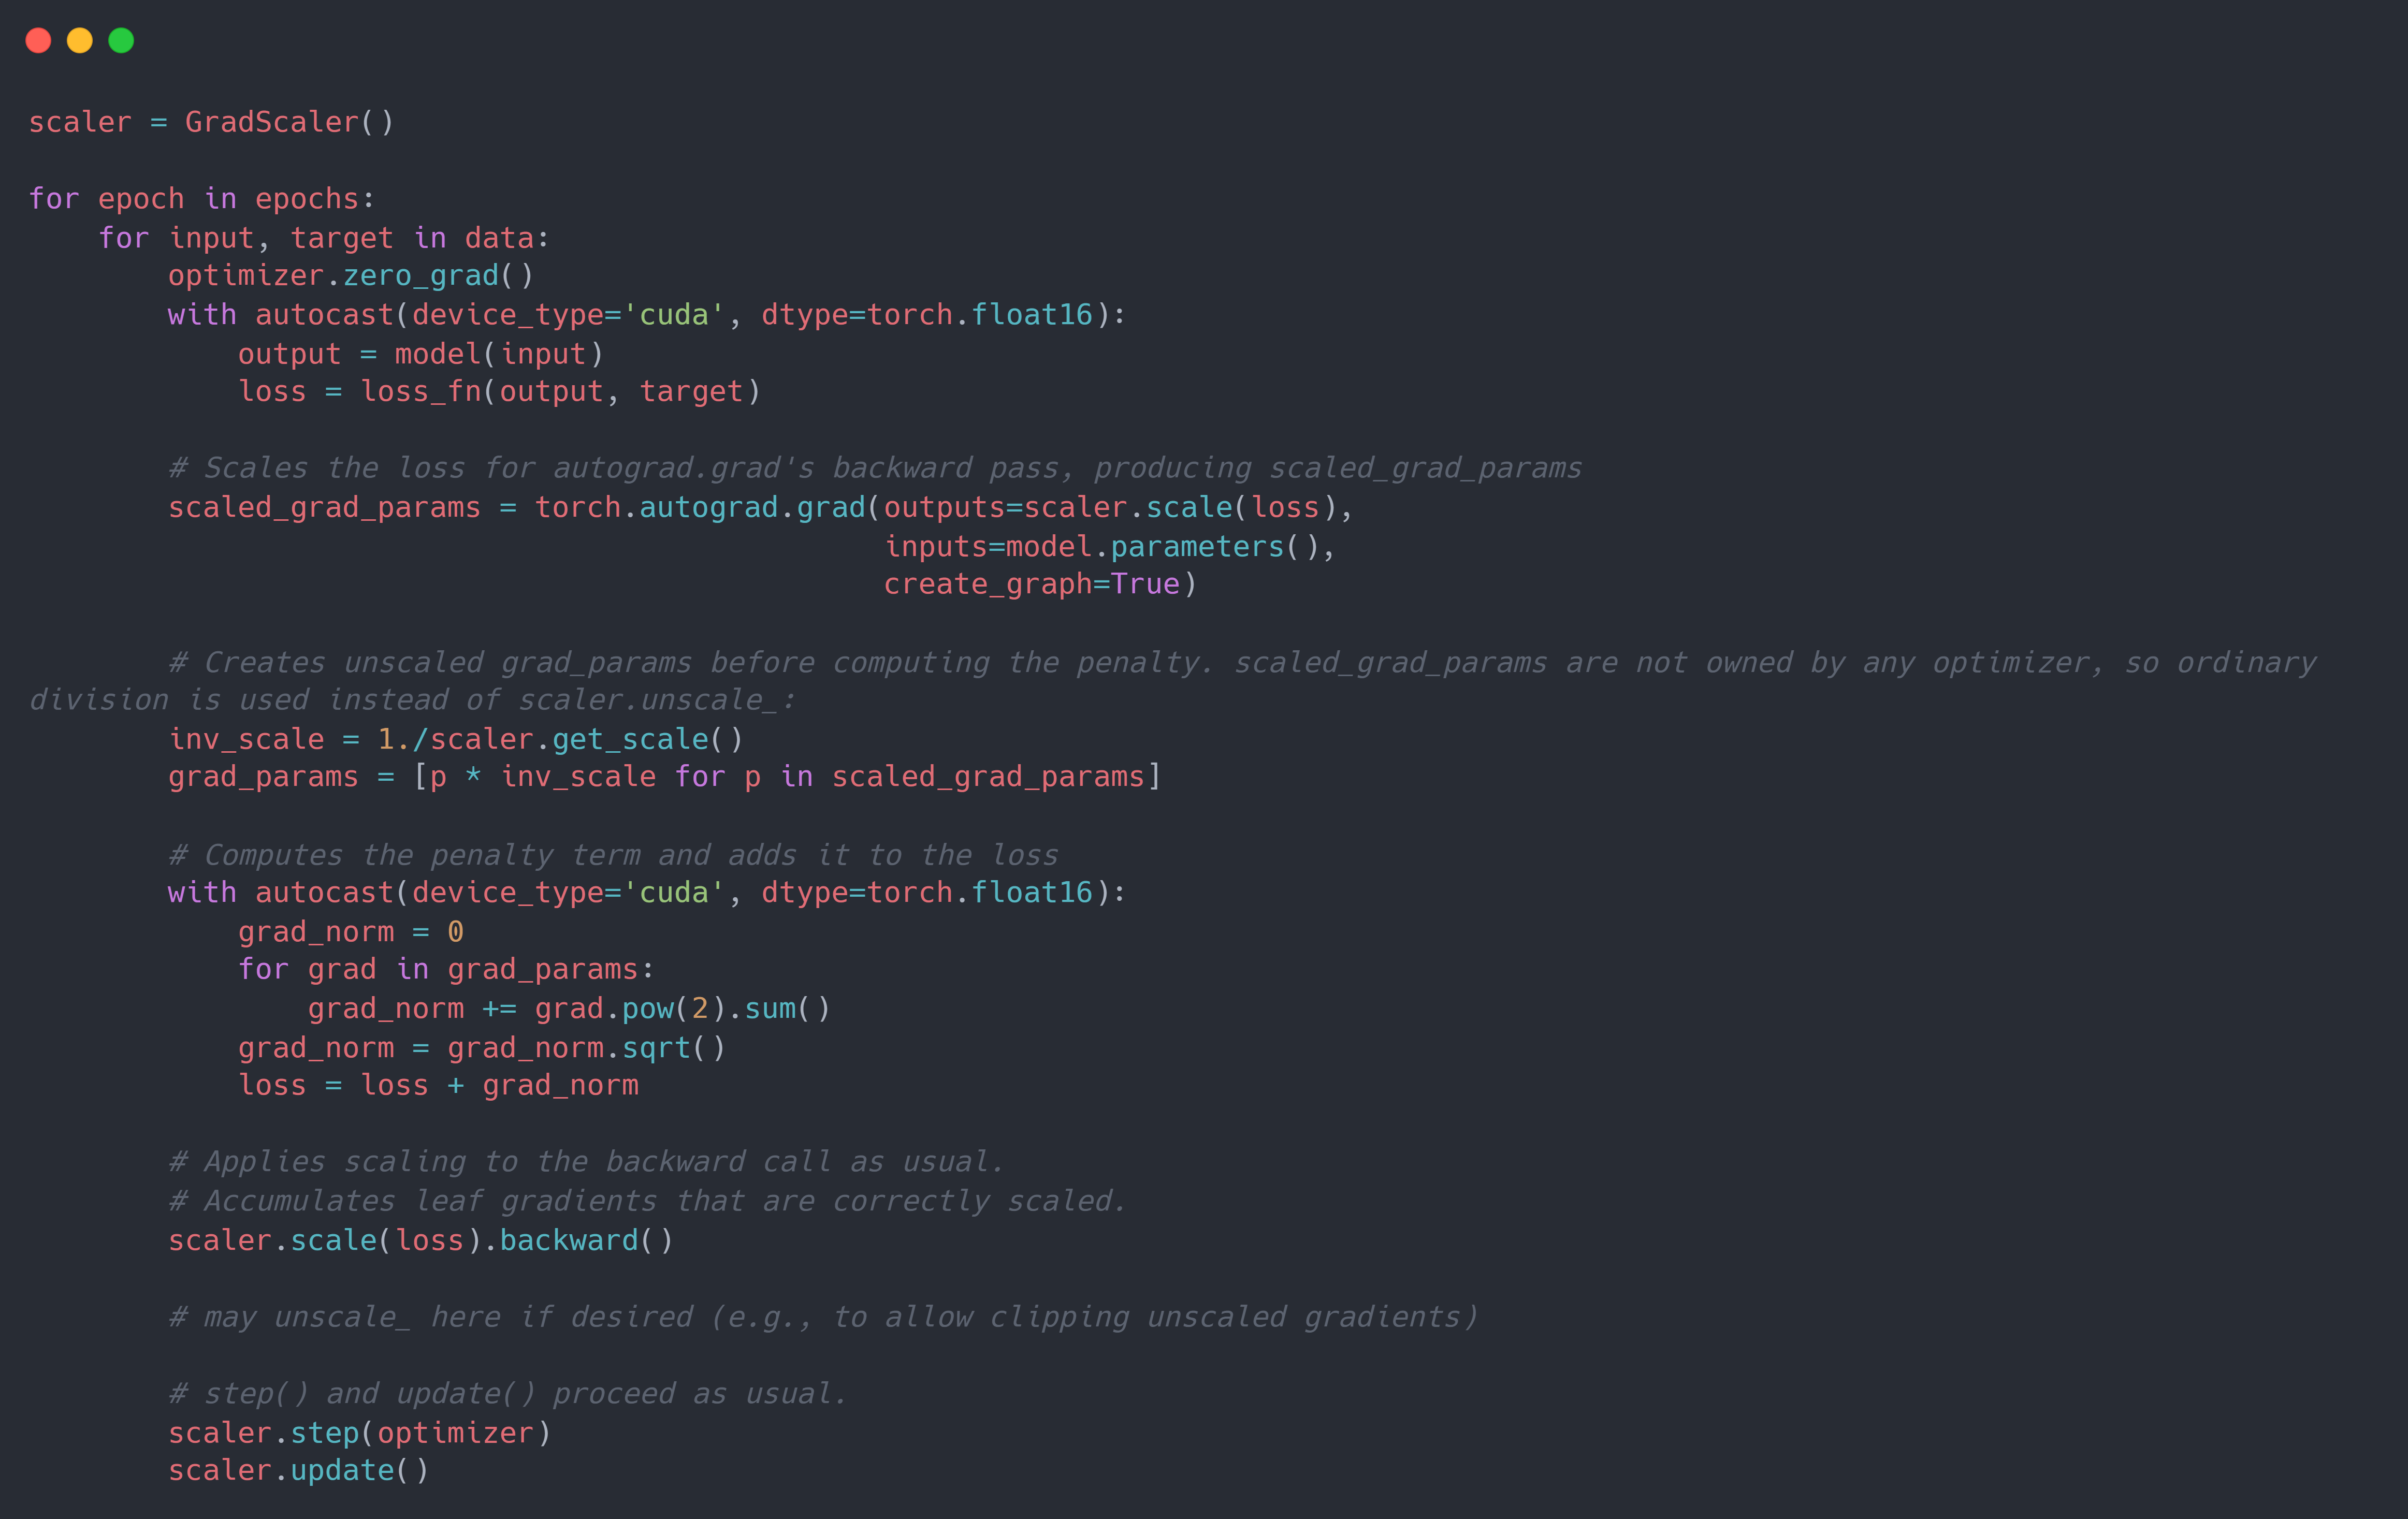 scaler = GradScaler()

for epoch in epochs:
    for input, target in data:
        optimizer.zero_grad()
        with autocast(device_type='cuda', dtype=torch.float16):
            output = model(input)
            loss = loss_fn(output, target)

        # Scales the loss for autograd.grad's backward pass, producing scaled_grad_params
        scaled_grad_params = torch.autograd.grad(outputs=scaler.scale(loss),
                                                 inputs=model.parameters(),
                                                 create_graph=True)

        # Creates unscaled grad_params before computing the penalty. scaled_grad_params are not owned by any optimizer, so ordinary
division is used instead of scaler.unscale_:
        inv_scale = 1./scaler.get_scale()
        grad_params = [p * inv_scale for p in scaled_grad_params]

        # Computes the penalty term and adds it to the loss
        with autocast(device_type='cuda', dtype=torch.float16):
            grad_norm = 0
            for grad in grad_params:
                grad_norm += grad.pow(2).sum()
            grad_norm = grad_norm.sqrt()
            loss = loss + grad_norm

        # Applies scaling to the backward call as usual.
        # Accumulates leaf gradients that are correctly scaled.
        scaler.scale(loss).backward()

        # may unscale_ here if desired (e.g., to allow clipping unscaled gradients)

        # step() and update() proceed as usual.
        scaler.step(optimizer)
        scaler.update()